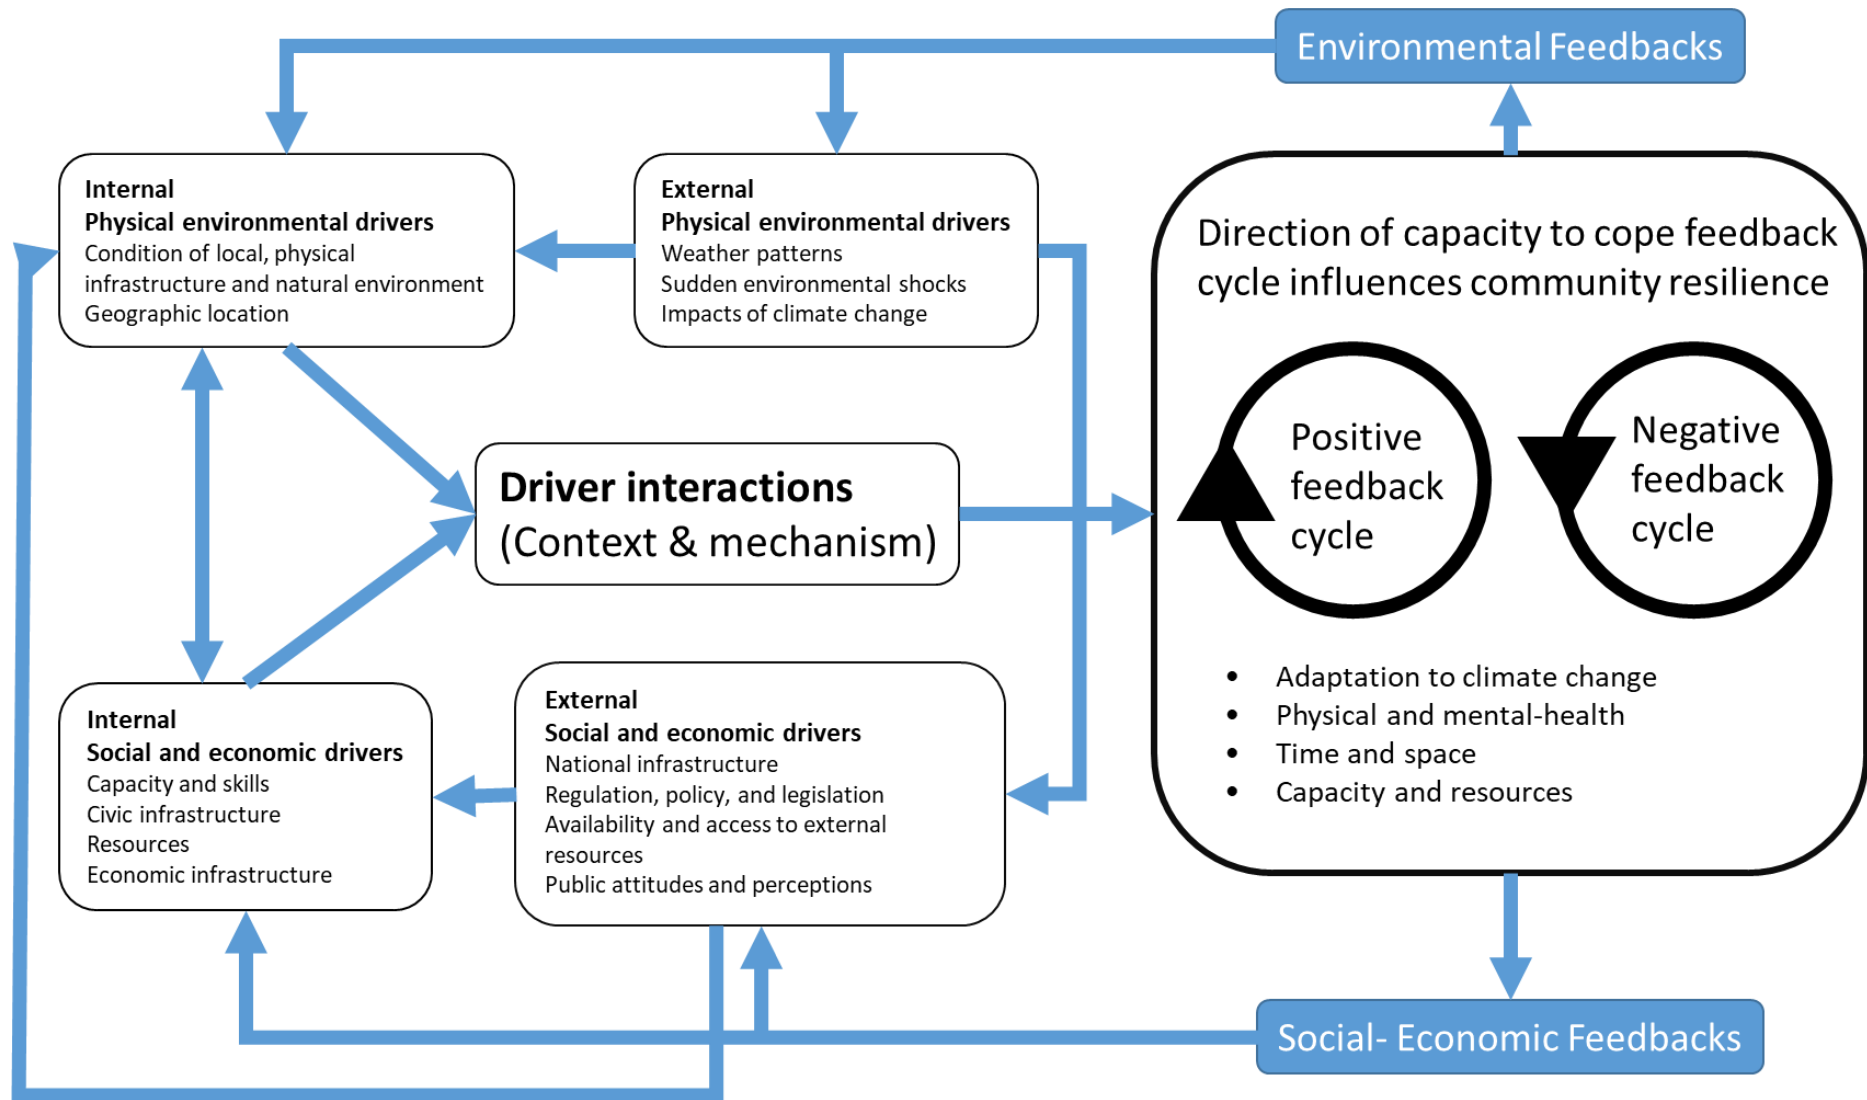 Environmental Feedbacks
Internal
Physical environmental drivers
Condition of local, physical
infrastructure and natural environment
Geographic location
External
Physical environmental drivers
Weather patterns
Sudden environmental shocks
Impacts of climate change
Direction of capacity to cope feedback
cycle influences community resilience
Positive
feedback
cycle
Negative
feedback
cycle
Driver interactions
(Context & mechanism)
• Adaptation to climate change
• Physical and mental-health
• Time and space
• Capacity and resources
Internal
Social and economic drivers
Capacity and skills
Civic infrastructure
Resources
Economic infrastructure
External
Social and economic drivers
National infrastructure
Regulation, policy, and legislation
Availability and access to external
resources
Public attitudes and perceptions
Social- Economic Feedbacks